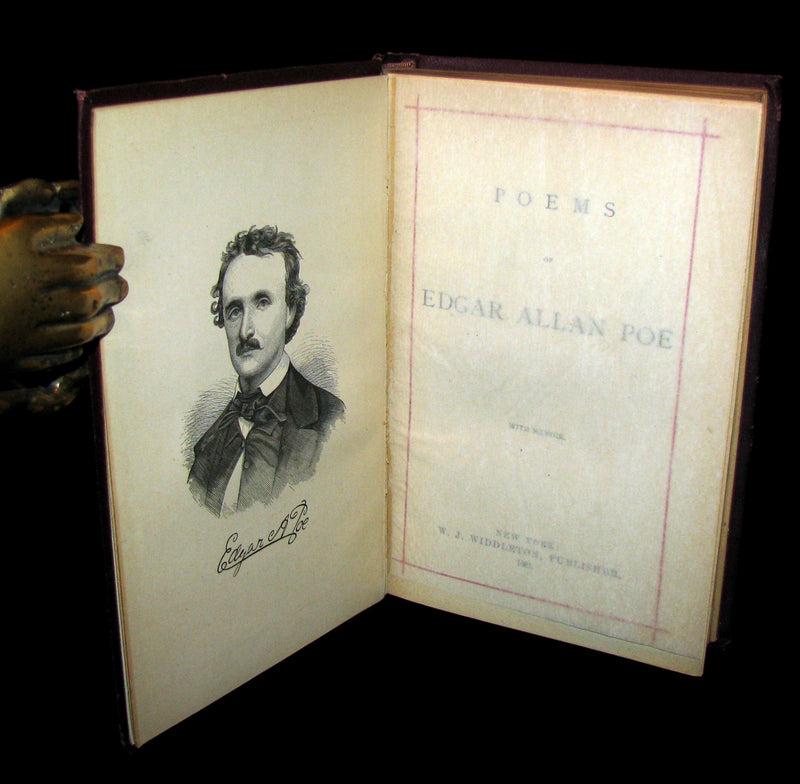 Edgar A Poe
POEMS
OF
EDGAR ALLAN POE
WITH MEMOIR.
NEW YORK:
W. J. WIDDLETON, PUBLISHER.